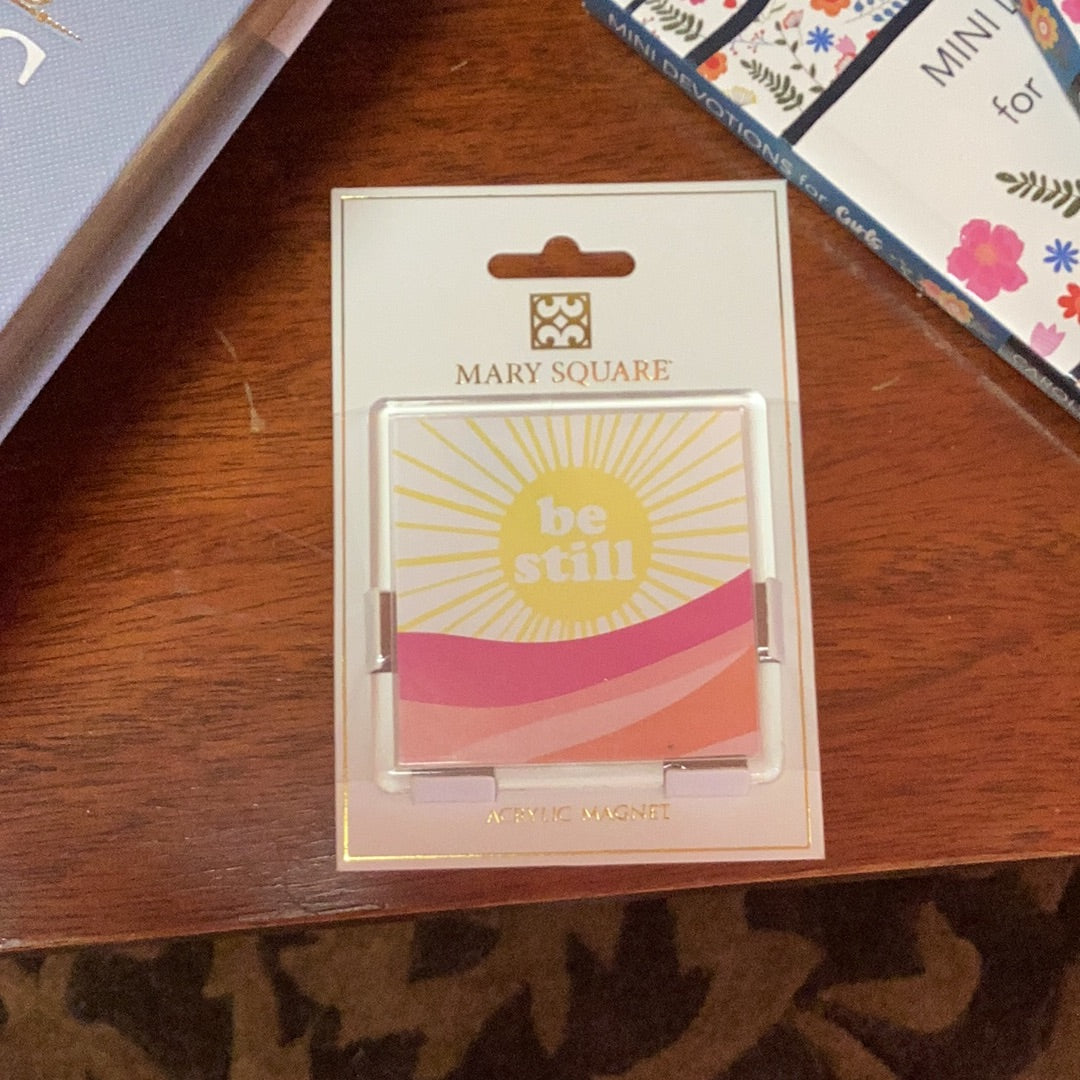 MINI DEVOTIONS for Girls
MINI
for
MARY SQUARE
be
still
ACRYLIC MAGNET